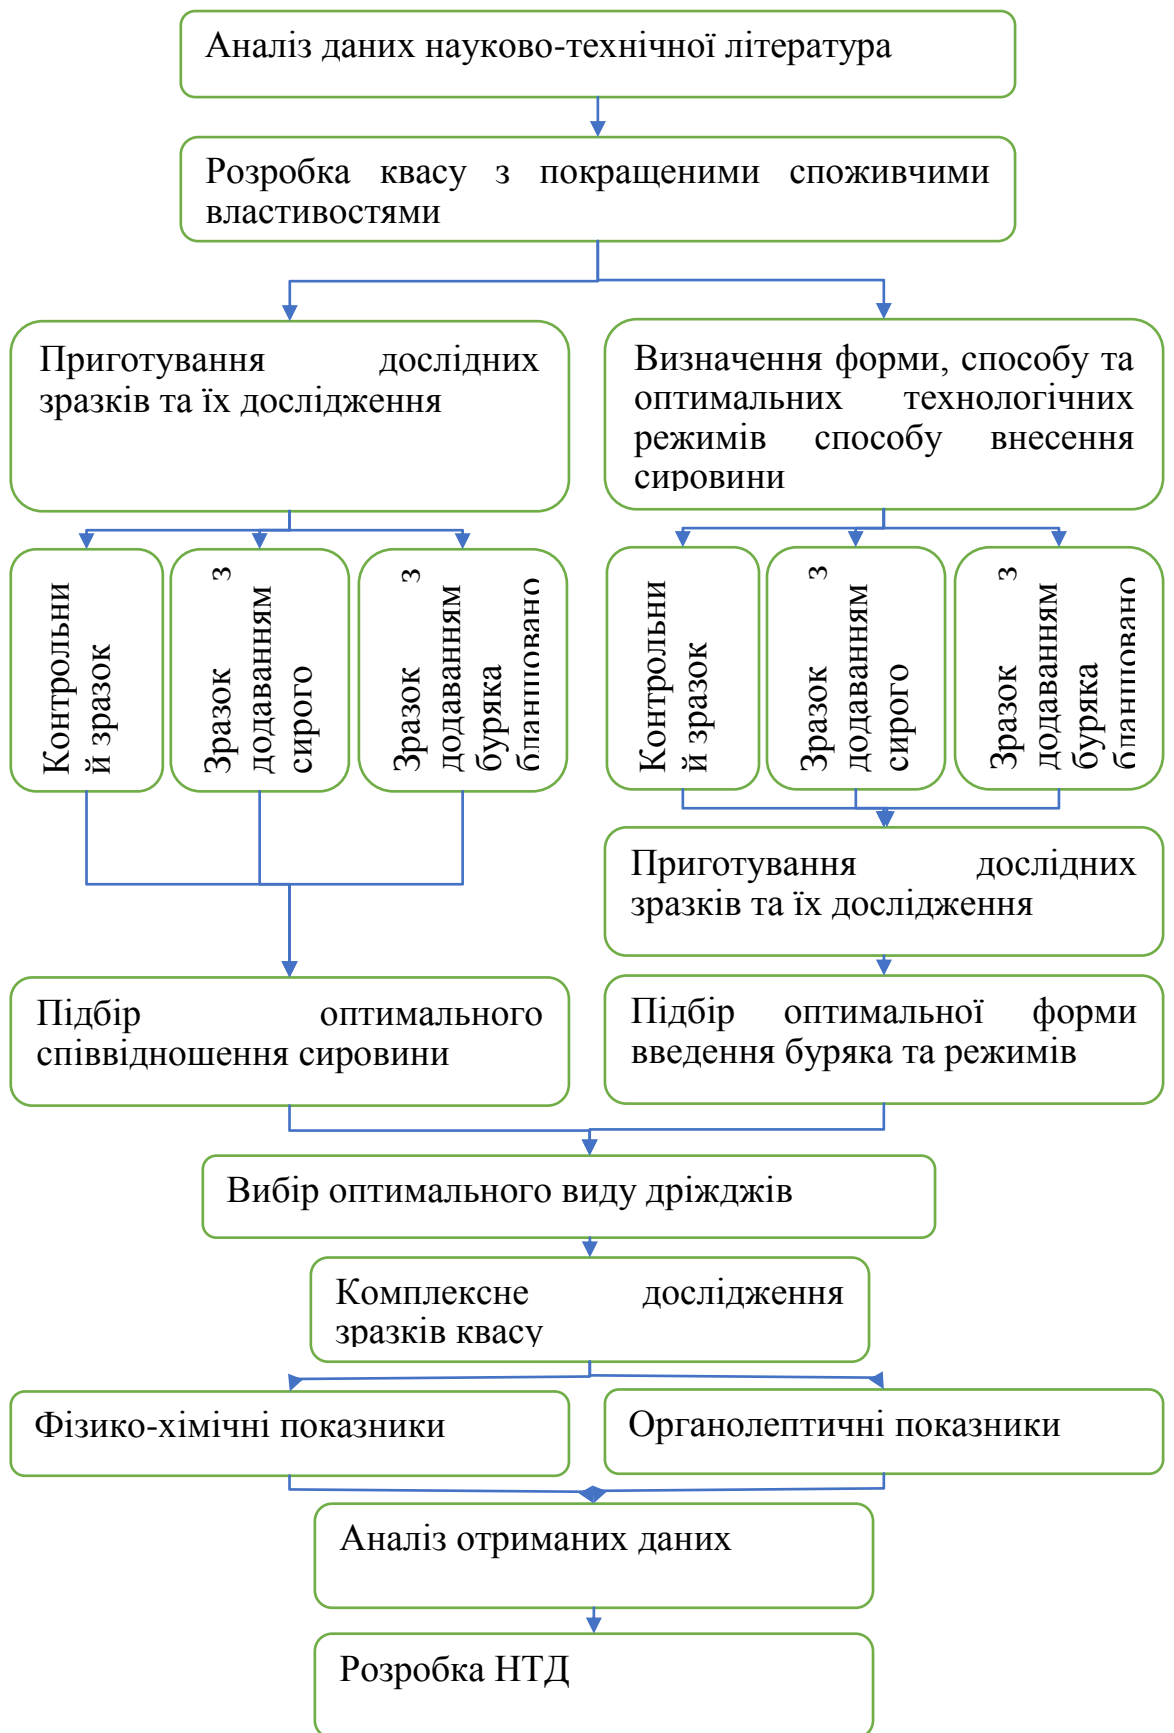 Аналіз даних науково-технічної література
Розробка квасу з покращеними споживчими
властивостями
Приготування дослідних
зразків та їх дослідження
Визначення форми, способу та
оптимальних технологічних
режимів способу внесення
сировини
Контрольни
й зразок
Зразок з
додаванням
сирого
Зразок з
додаванням
буряка
бланшовано
Контрольни
й зразок
Зразок з
додаванням
сирого
Зразок з
додаванням
буряка
бланшовано
Приготування дослідних
зразків та їх дослідження
Підбір оптимального
співвідношення сировини
Підбір оптимальної форми
введення буряка та режимів
Вибір оптимального виду дріжджів
Комплексне дослідження
зразків квасу
Фізико-хімічні показники
Органолептичні показники
Аналіз отриманих даних
Розробка НТД